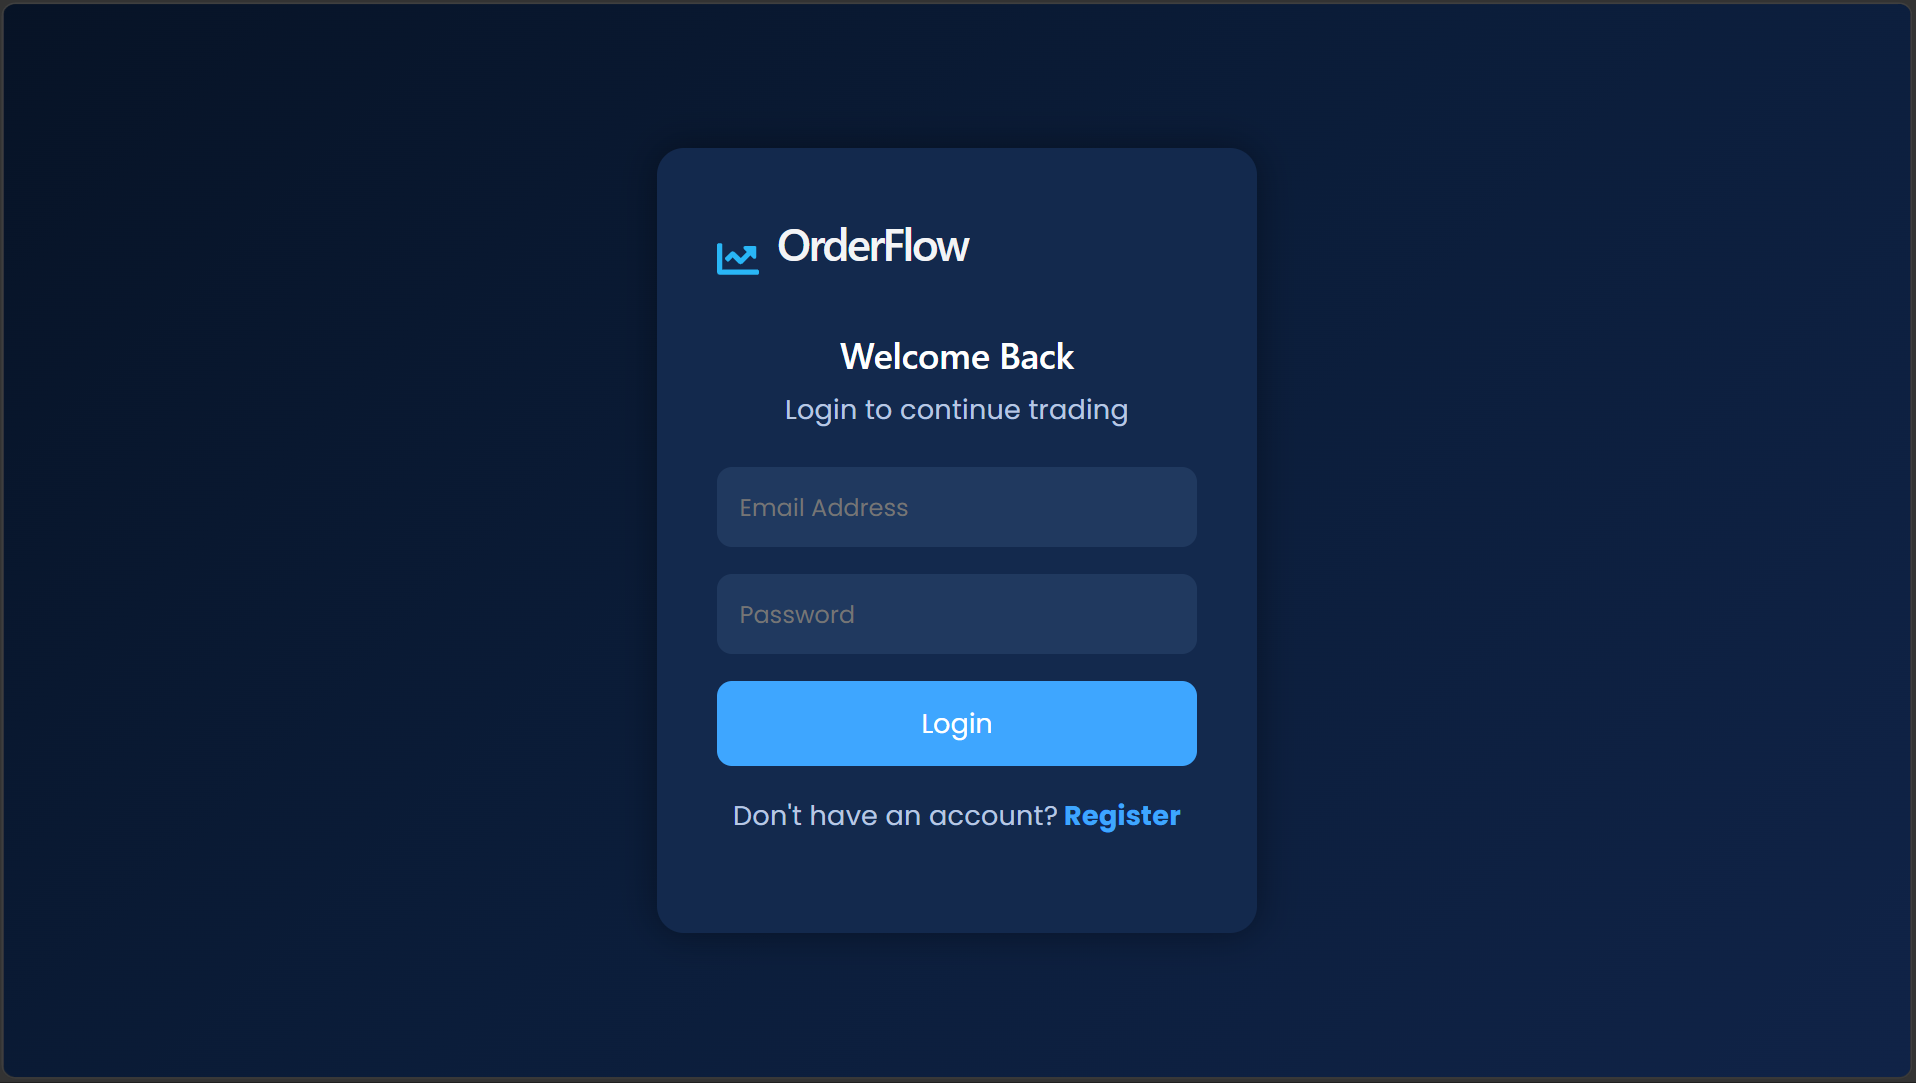 OrderFlow
Welcome Back
Login to continue trading
Email Address
Password
Login
Don't have an account? Register